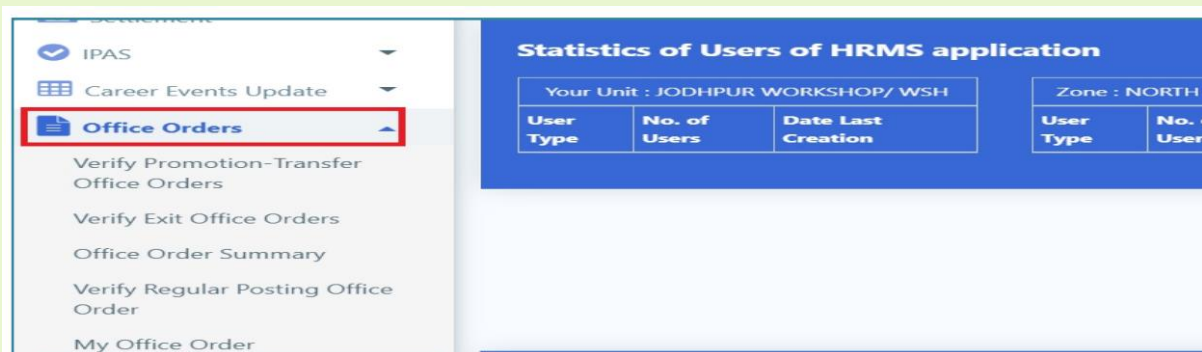 IPAS
Career Events Update
Office Orders
Verify Promotion-Transfer
Office Orders
Verify Exit Office Orders
Office Order Summary
Verify Regular Posting Office
Order
My Office Order
Statistics of Users of HRMS application
Your Unit : JODHPUR WORKSHOP/ WSH
User Type
No. of Users
Date Last Creation
Zone : NORTH
User Type
No.